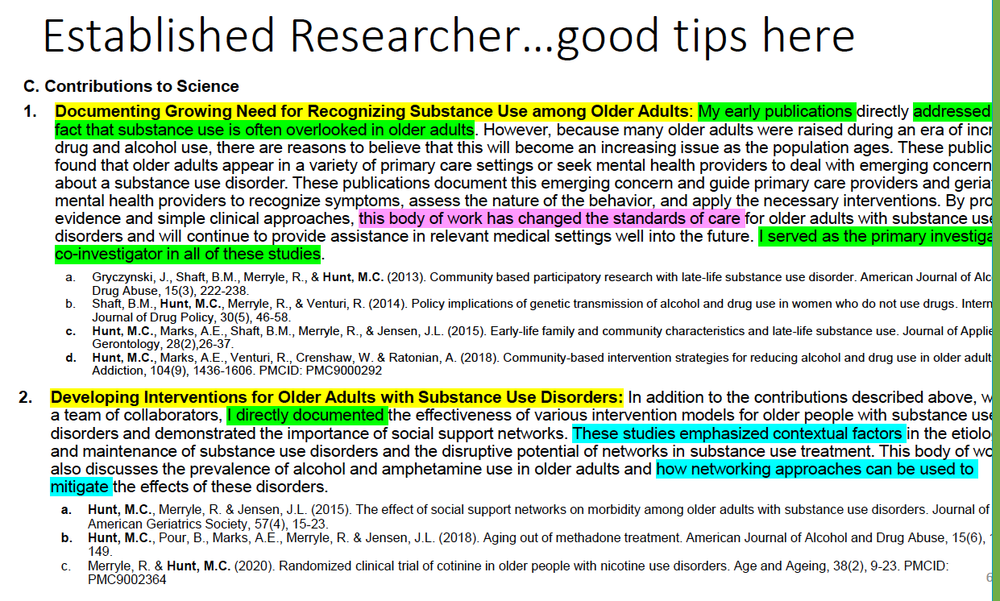 Established Researcher...good tips here
C. Contributions to Science
1. Documenting Growing Need for Recognizing Substance Use among Older Adults: My early publications directly addressed
fact that substance use is often overlooked in older adults. However, because many older adults were raised during an era of incr
drug and alcohol use, there are reasons to believe that this will become an increasing issue as the population ages. These public
found that older adults appear in a variety of primary care settings or seek mental health providers to deal with emerging concern
about a substance use disorder. These publications document this emerging concern and guide primary care providers and geria
mental health providers to recognize symptoms, assess the nature of the behavior, and apply the necessary interventions. By pro
evidence and simple clinical approaches, this body of work has changed the standards of care for older adults with substance use
disorders and will continue to provide assistance in relevant medical settings well into the future. I served as the primary investiga
co-investigator in all of these studies.
a. Gryczynski, J., Shaft, B.M., Merryle, R., & Hunt, M.C. (2013). Community based participatory research with late-life substance use disorder. American Journal of Alc
Drug Abuse, 15(3), 222-238.
b. Shaft, B.M., Hunt, M.C., Merryle, R., & Venturi, R. (2014). Policy implications of genetic transmission of alcohol and drug use in women who do not use drugs. Intern
Journal of Drug Policy, 30(5), 46-58.
c. Hunt, M.C., Marks, A.E., Shaft, B.M., Merryle, R., & Jensen, J.L. (2015). Early-life family and community characteristics and late-life substance use. Journal of Applie
Gerontology, 28(2),26-37.
d. Hunt, M.C., Marks, A.E., Venturi, R., Crenshaw, W. & Ratonian, A. (2018). Community-based intervention strategies for reducing alcohol and drug use in older adult
Addiction, 104(9), 1436-1606. PMCID: PMC9000292
2. Developing Interventions for Older Adults with Substance Use Disorders: In addition to the contributions described above, w
a team of collaborators, I directly documented the effectiveness of various intervention models for older people with substance use
disorders and demonstrated the importance of social support networks. These studies emphasized contextual factors in the etiolo
and maintenance of substance use disorders and the disruptive potential of networks in substance use treatment. This body of wo
also discusses the prevalence of alcohol and amphetamine use in older adults and how networking approaches can be used to
mitigate the effects of these disorders.
a. Hunt, M.C., Merryle, R. & Jensen, J.L. (2015). The effect of social support networks on morbidity among older adults with substance use disorders. Journal of
American Geriatrics Society, 57(4), 15-23.
b. Hunt, M.C., Pour, B., Marks, A.E., Merryle, R. & Jensen, J.L. (2018). Aging out of methadone treatment. American Journal of Alcohol and Drug Abuse, 15(6),
149.
c. Merryle, R. & Hunt, M.C. (2020). Randomized clinical trial of cotinine in older people with nicotine use disorders. Age and Ageing, 38(2), 9-23. PMCID:
PMC9002364
6